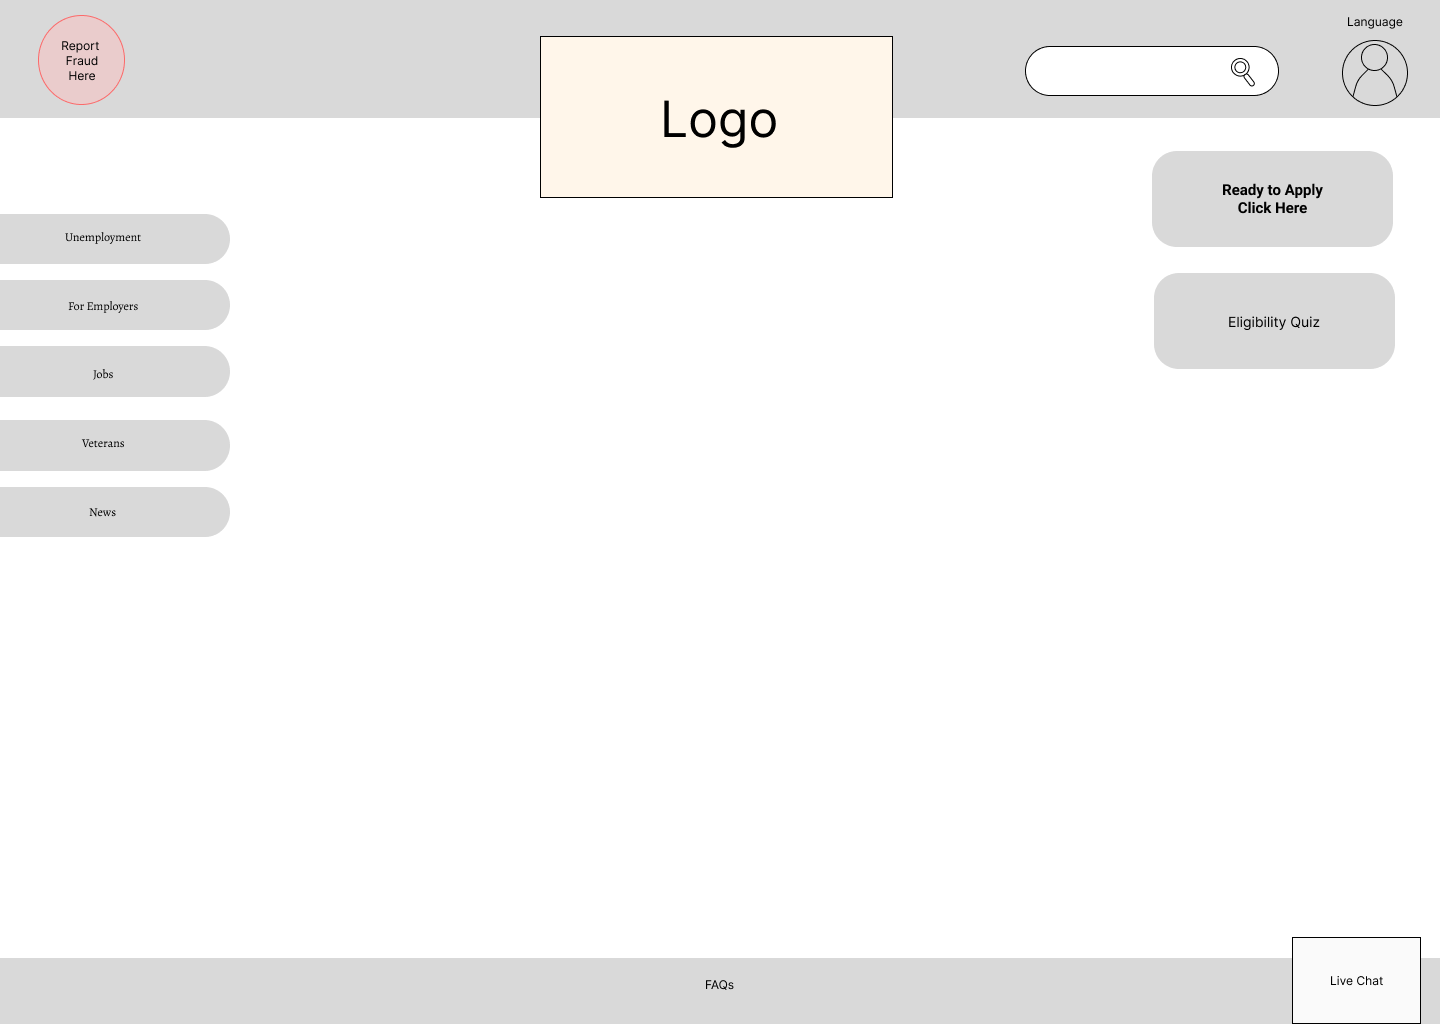 Report
Fraud
Here
Logo
Language
Ready to Apply
Click Here
Eligibility Quiz
Unemployment
For Employers
Jobs
Veterans
News
FAQs
Live Chat